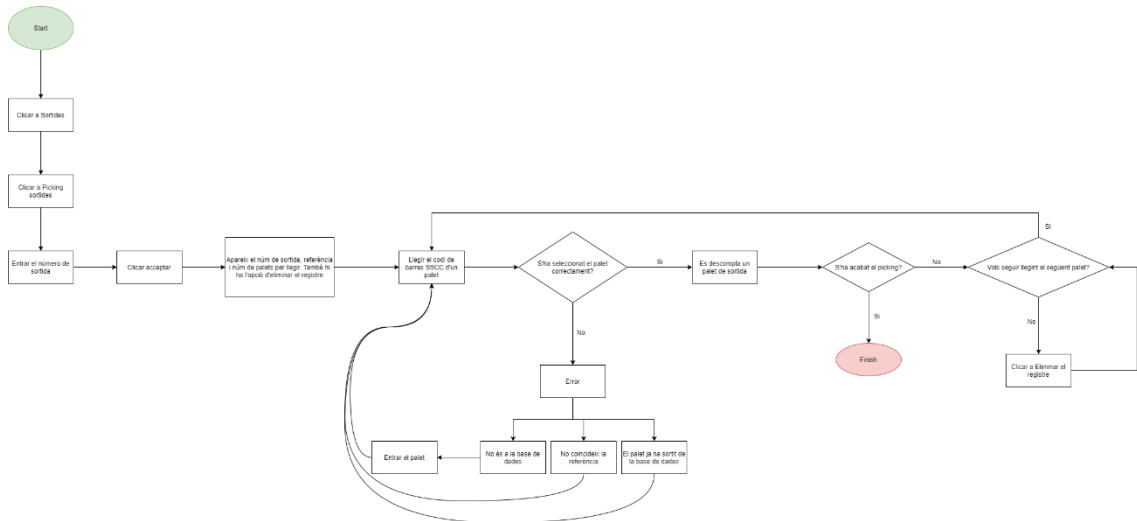 Start
Clicar a Sortides
Clicar a Picking
sortides
Entrar el número de
sortida
Clicar acceptar
Apareix el núm de sortida, referència
i núm de palets per llegir. També hi
ha l'opció d'eliminar el registre
Llegir el codi de
barres SSCC d'un
palet
S'ha seleccionat el palet
correctament?
Si
Es descompta un
palet de sortida
S'ha acabat el picking?
No
Vols seguir llegint el seguent palet?
Si
No
Clicar a Eliminar el
registre
Si
Finish
No
Error
No és a la base de
dades
No coincideix la
referència
El palet ja ha sortit de
la base de dades
Entrar el palet